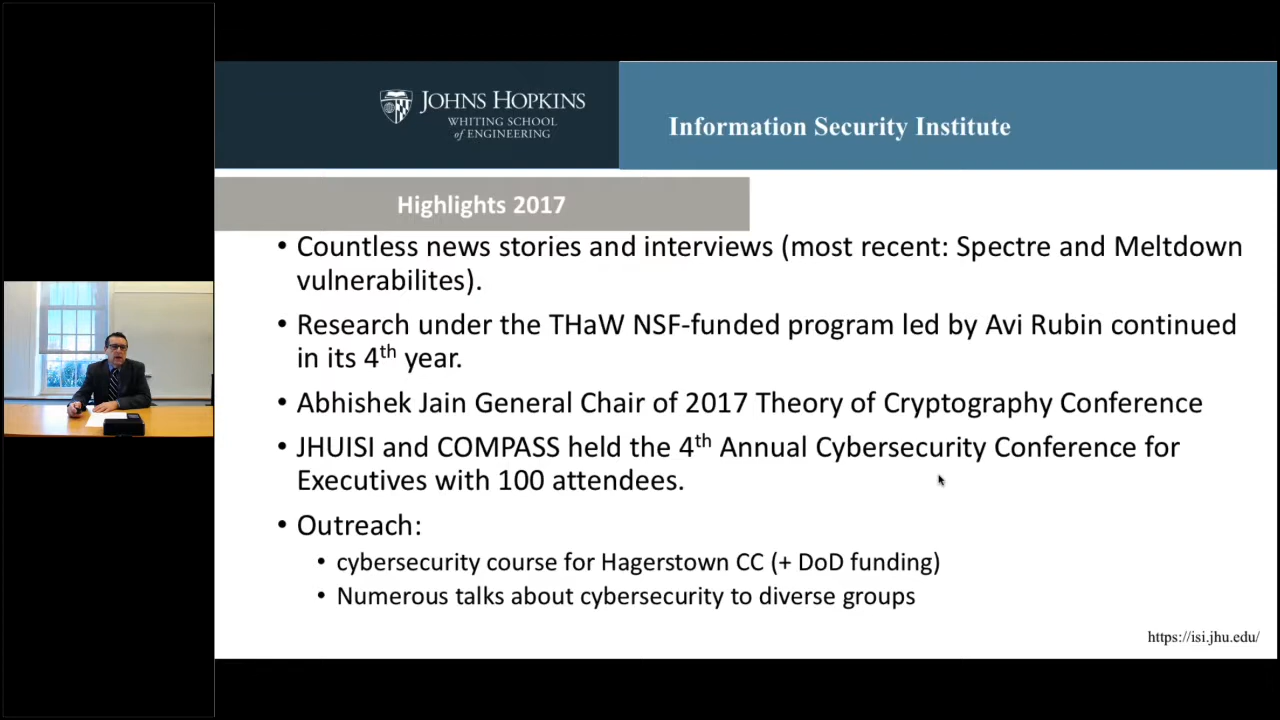 JOHNS HOPKINS
WHITING SCHOOL
of ENGINEERING
Information Security Institute
Highlights 2017
• Countless news stories and interviews (most recent: Spectre and Meltdown
vulnerabilites).
• Research under the THaW NSF-funded program led by Avi Rubin continued
in its 4th year.
• Abhishek Jain General Chair of 2017 Theory of Cryptography Conference
• JHUISI and COMPASS held the 4th Annual Cybersecurity Conference for
Executives with 100 attendees.
• Outreach:
• cybersecurity course for Hagerstown CC (+ DoD funding)
• Numerous talks about cybersecurity to diverse groups
https://isi.jhu.edu/